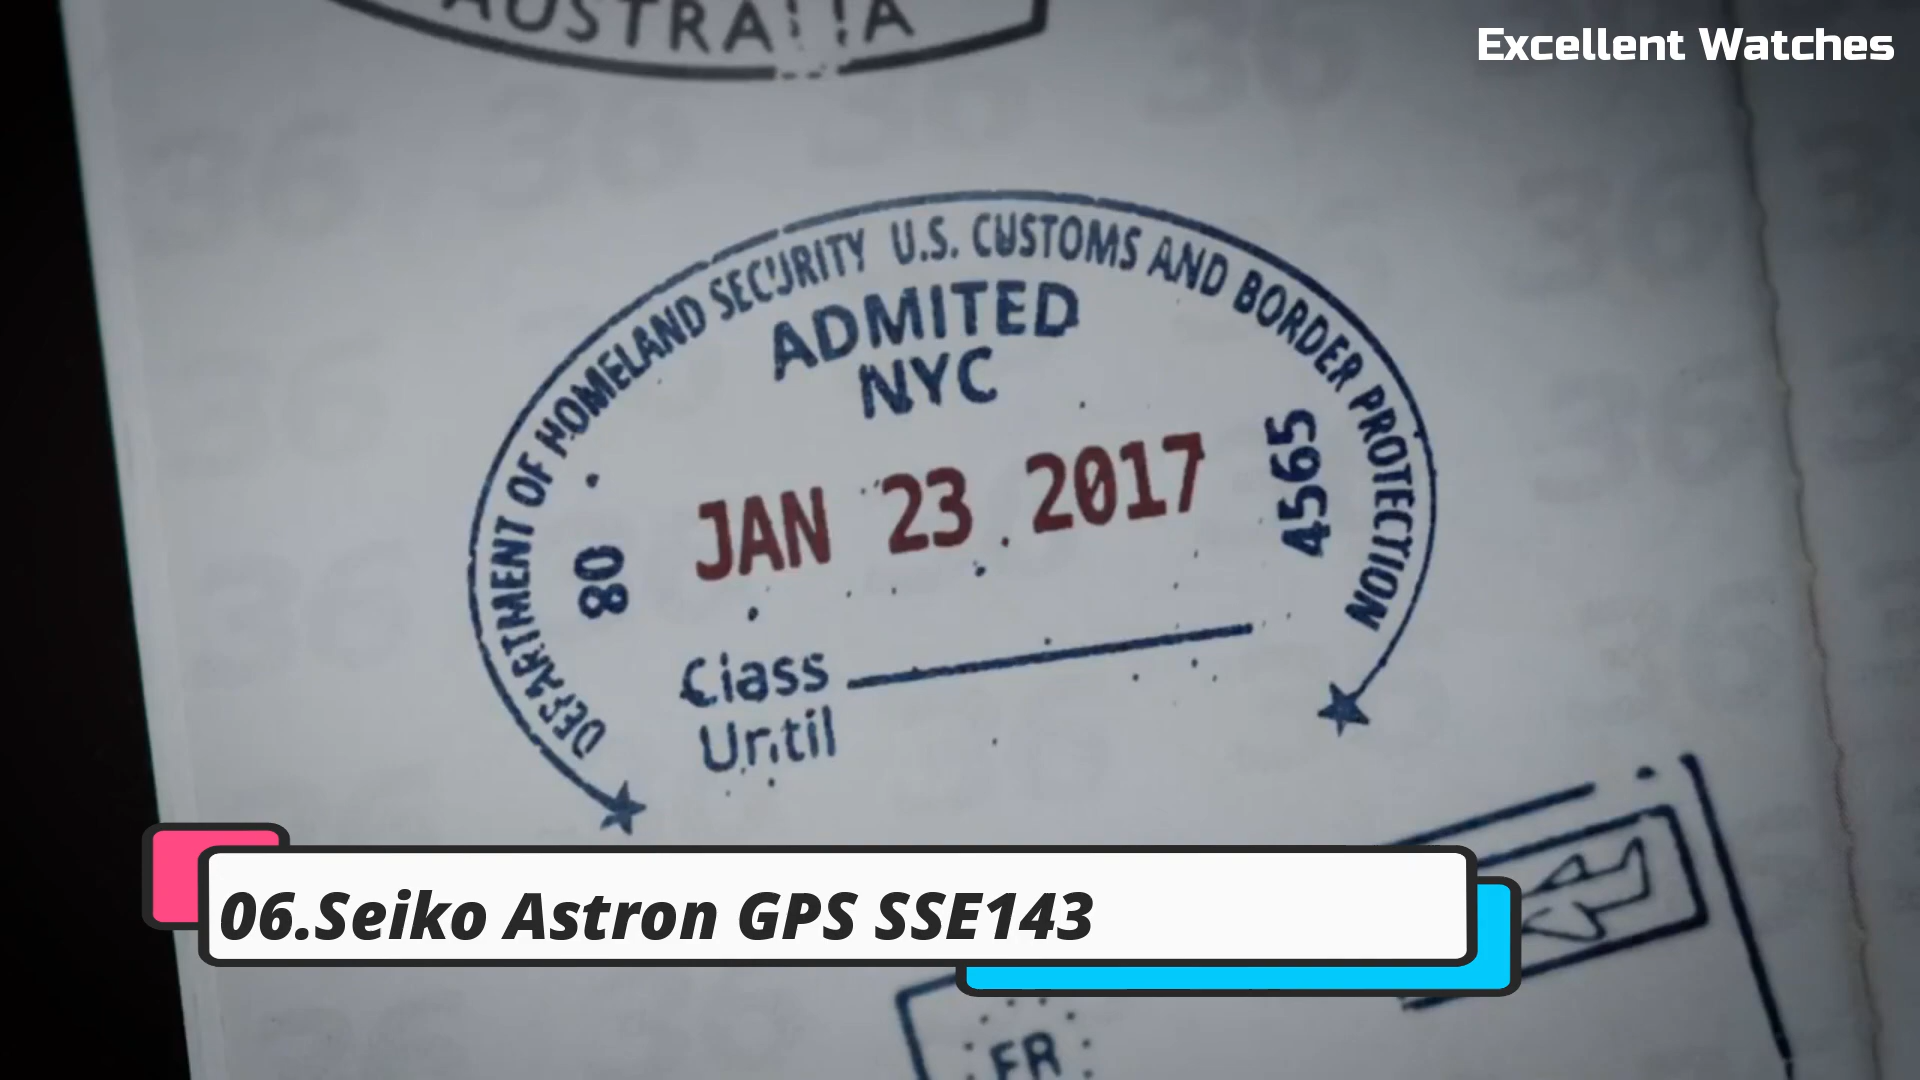 AUSTRALIA
Excellent Watches
DEPARTMENT OF HOMELAND SECURITY U.S. CUSTOMS AND BORDER PROTECTION
ADMITED
NYC
80
JAN 23 2017
4565
Class
Until
06.Seiko Astron GPS SSE143
FR